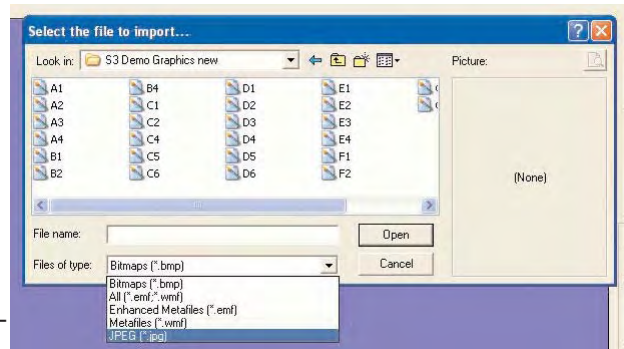 Select the file to import...
Look in: S3 Demo Graphics new Picture:
A1 B4 D1 E1
A2 C1 D2 E2
A3 C2 D3 E3
A4 C4 D4 E4
B1 C5 D5 F1
B2 C6 D6 F2
(None)
File name: Open
Files of type: Bitmaps (*.bmp) Cancel
Bitmaps (*.bmp)
All (*.emf;*.wmf)
Enhanced Metafiles (*.emf)
Metafiles (*.wmf)
JPEG (*.jpg)